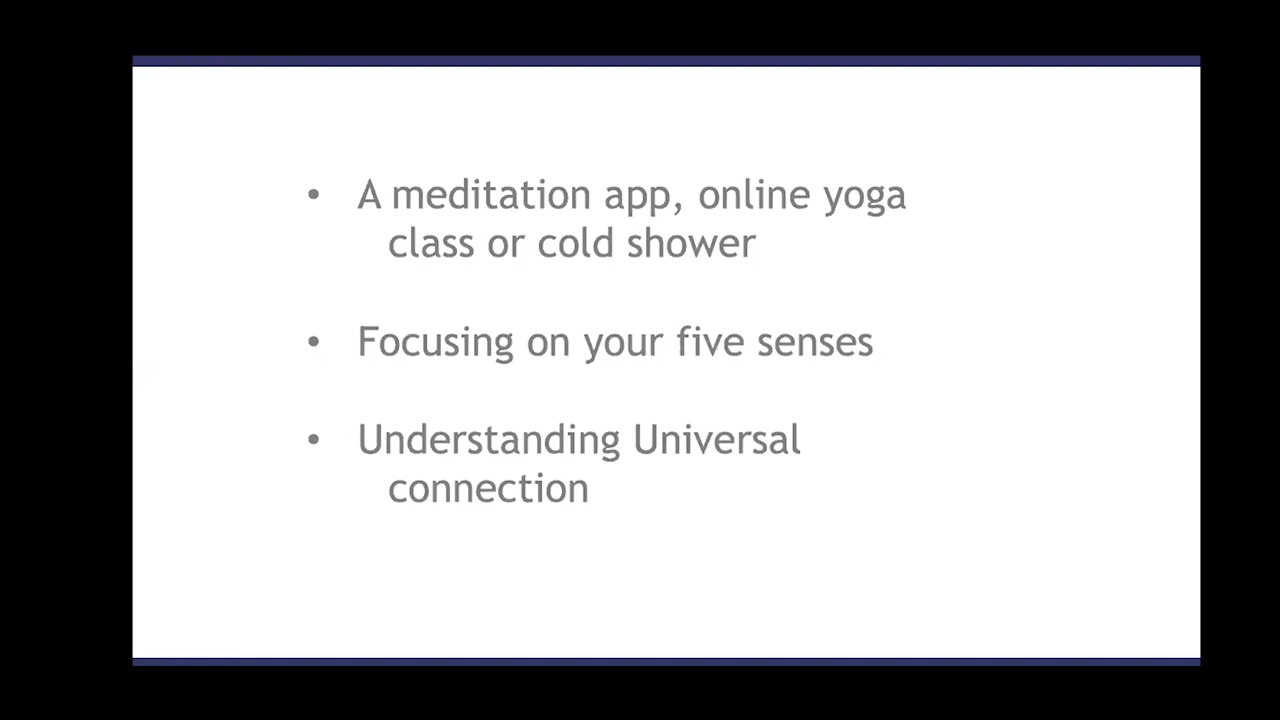 • A meditation app, online yoga
class or cold shower
• Focusing on your five senses
• Understanding Universal
connection